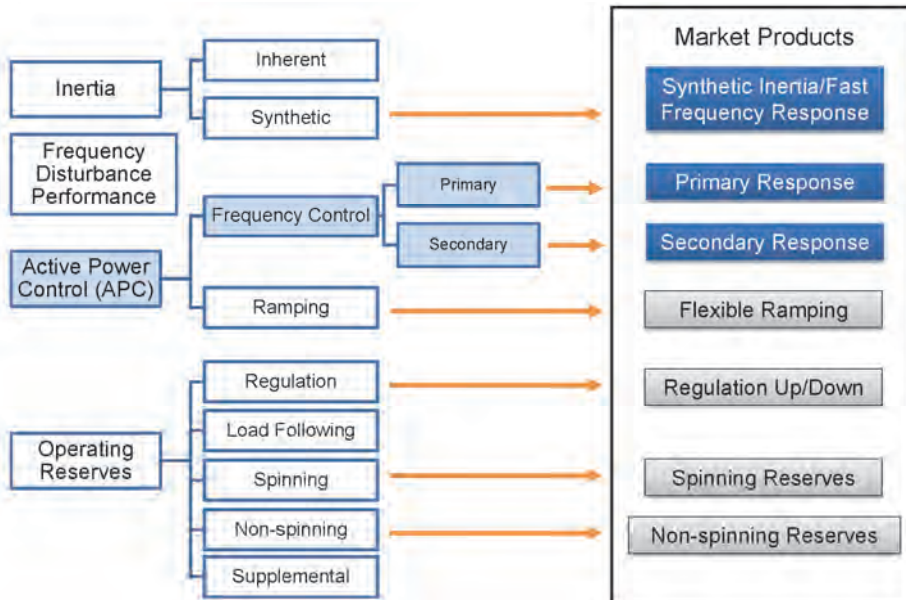 Inertia
Inherent
Synthetic
Frequency
Disturbance
Performance
Active Power
Control (APC)
Frequency Control
Primary
Secondary
Ramping
Operating
Reserves
Regulation
Load Following
Spinning
Non-spinning
Supplemental
Market Products
Synthetic Inertia/Fast
Frequency Response
Primary Response
Secondary Response
Flexible Ramping
Regulation Up/Down
Spinning Reserves
Non-spinning Reserves